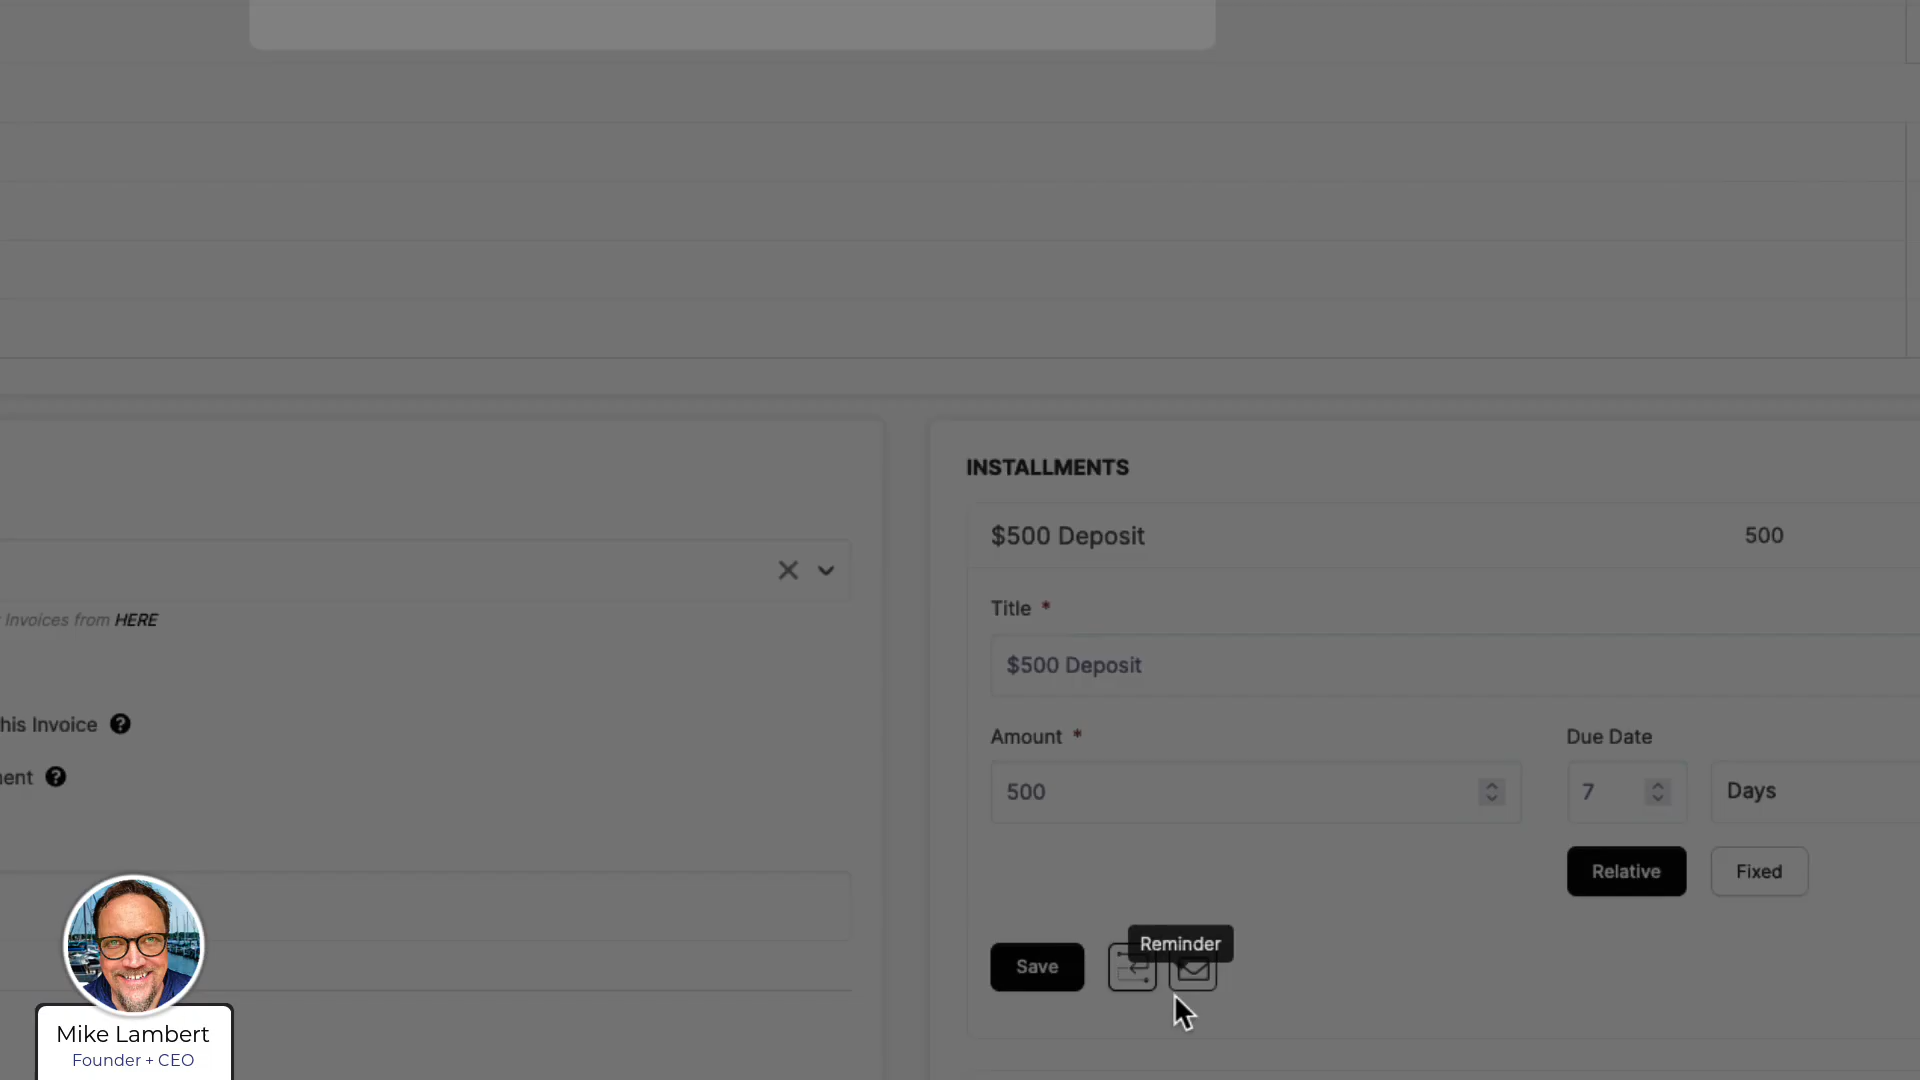 INSTALLMENTS
$500 Deposit 500
Invoices from HERE
Title *
$500 Deposit
his Invoice ?
Amount * Due Date
ent ?
500 7 Days
Relative Fixed
Reminder
Save
Mike Lambert
Founder + CEO